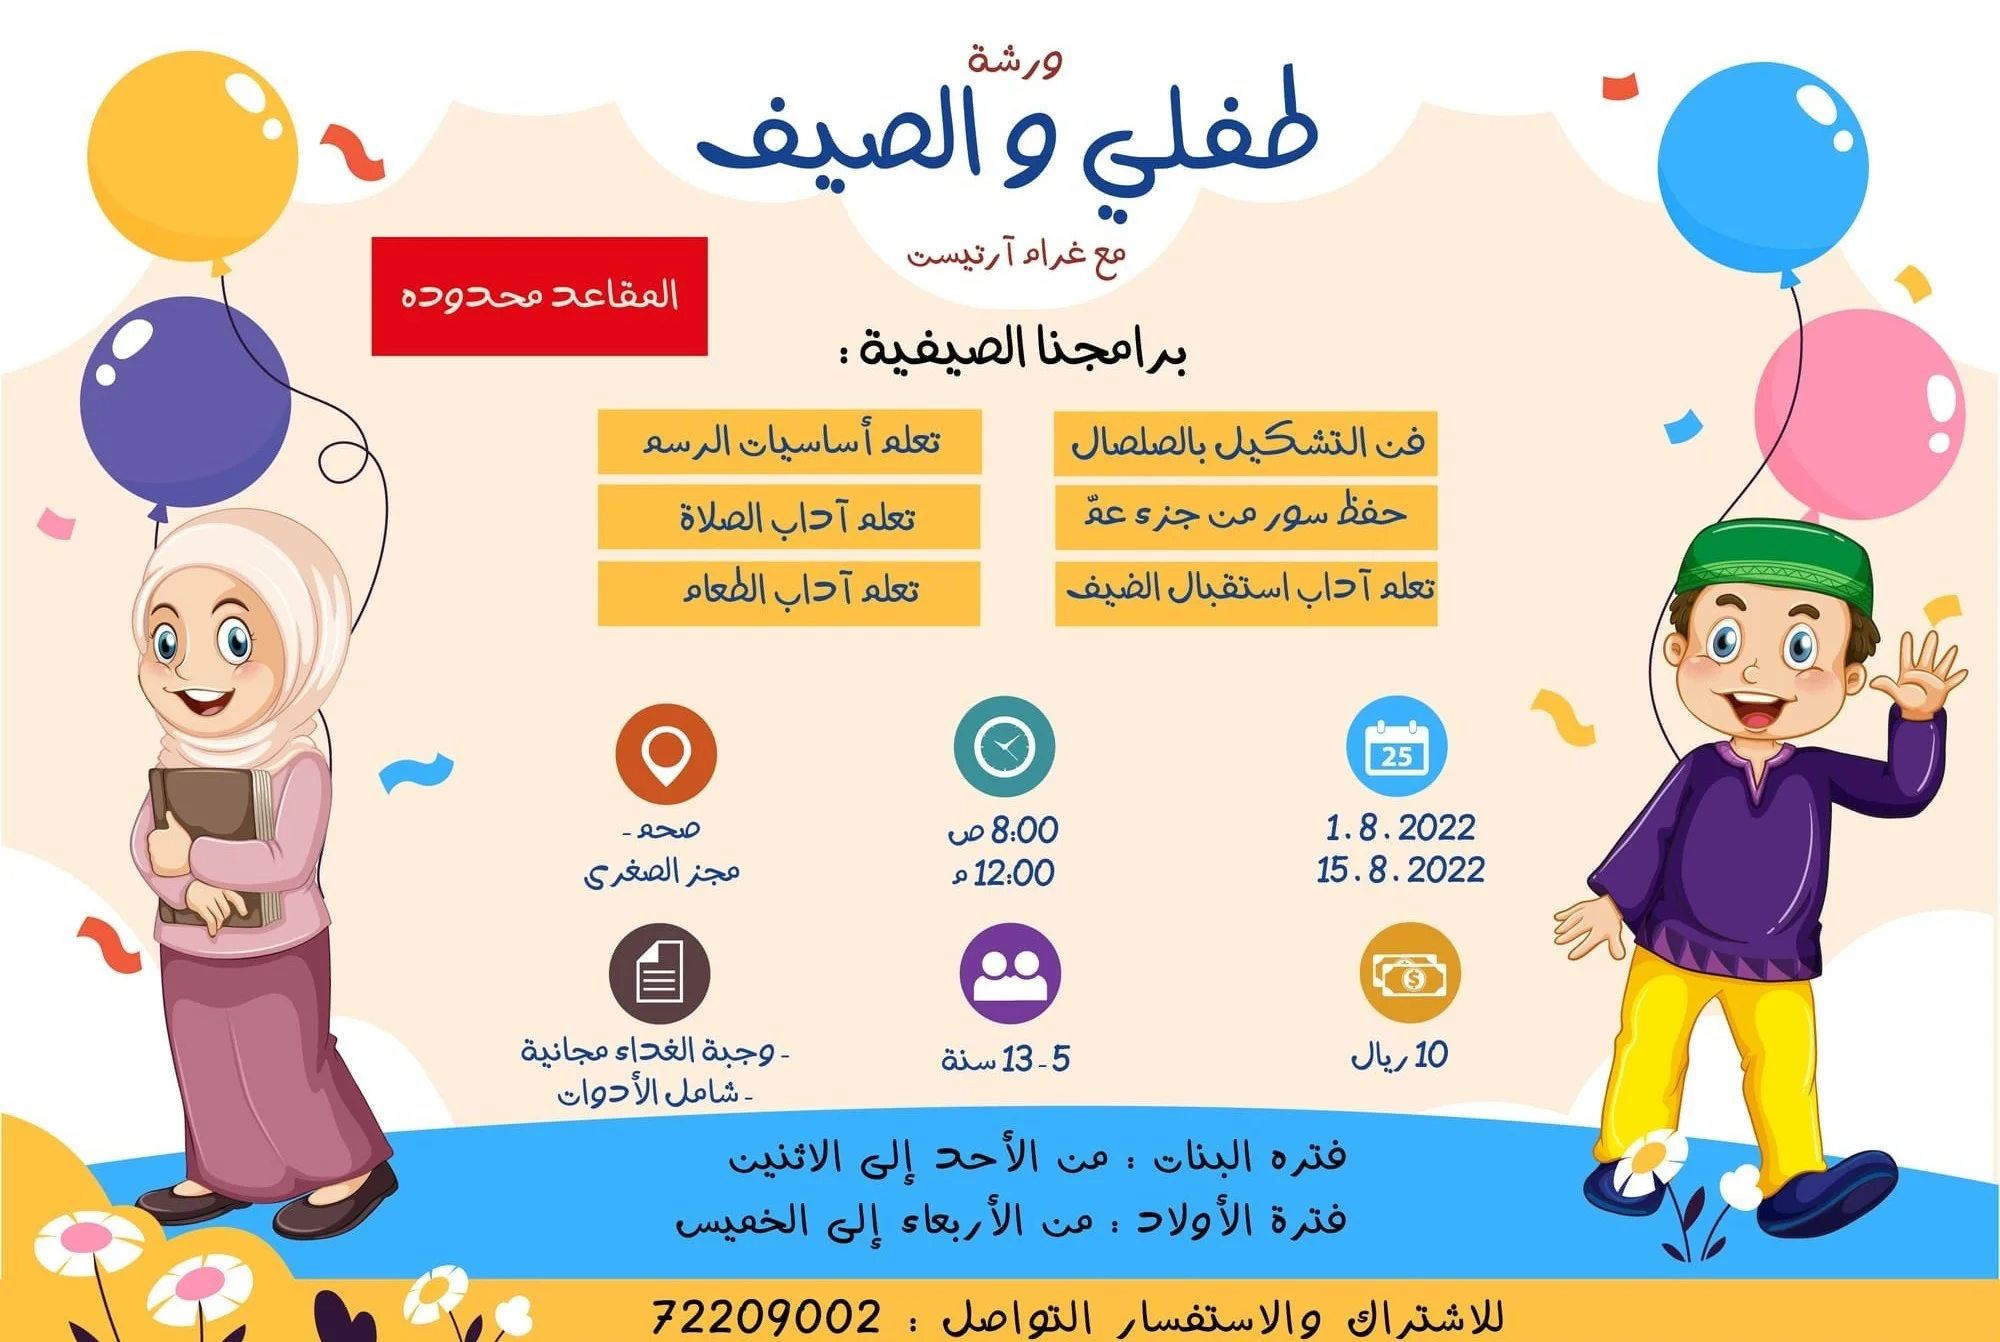 ورشة
طفلي والصيف
مع غرام آرتيست
المقاعد محدوده
برامجنا الصيفية :
فن التشكيل بالصلصال
تعلم أساسيات الرسم
حفظ سور من جزء عمّ
تعلم آداب الصلاة
تعلم آداب استقبال الضيف
تعلم آداب الطعام
25
1.8.2022
15.8.2022
8:00 ص
12:00 م
صحم -
مجز الصغرى
10 ريال
5 - 13 سنة
- وجبة الغداء مجانية
- شامل الأدوات
فتره البنات : من الأحد إلى الاثنين
فترة الأولاد : من الأربعاء إلى الخميس
للاشتراك والاستفسار التواصل : 72209002